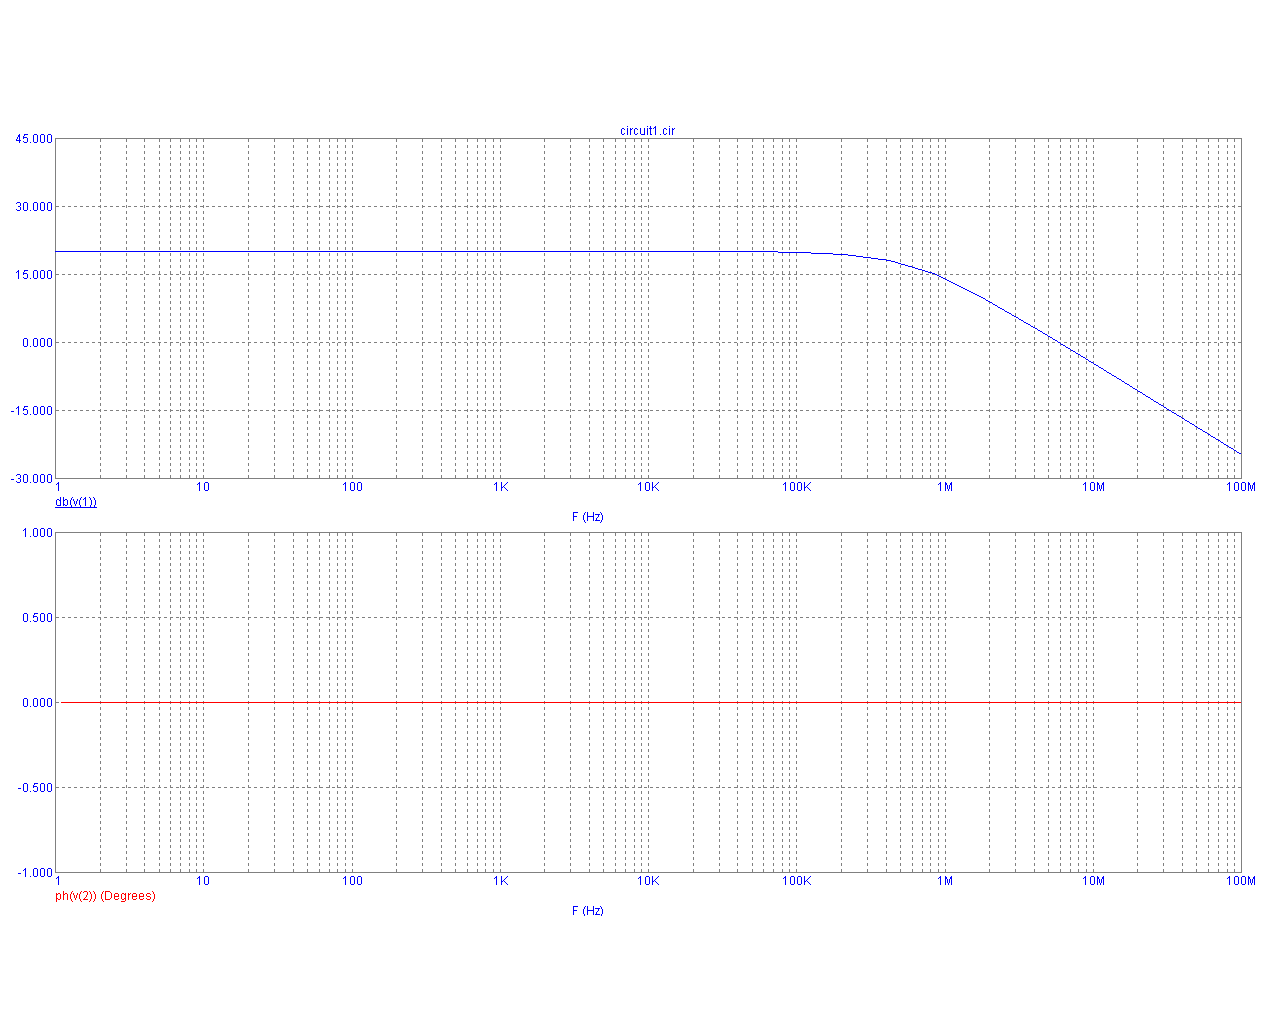 circuit1.cir
45.000
30.000
15.000
0.000
-15.000
-30.000
1 10 100 1K 10K 100K 1M 10M 100M
db(v(1))
F (Hz)
1.000
0.500
0.000
-0.500
-1.000
1 10 100 1K 10K 100K 1M 10M 100M
ph(v(2)) (Degrees)
F (Hz)